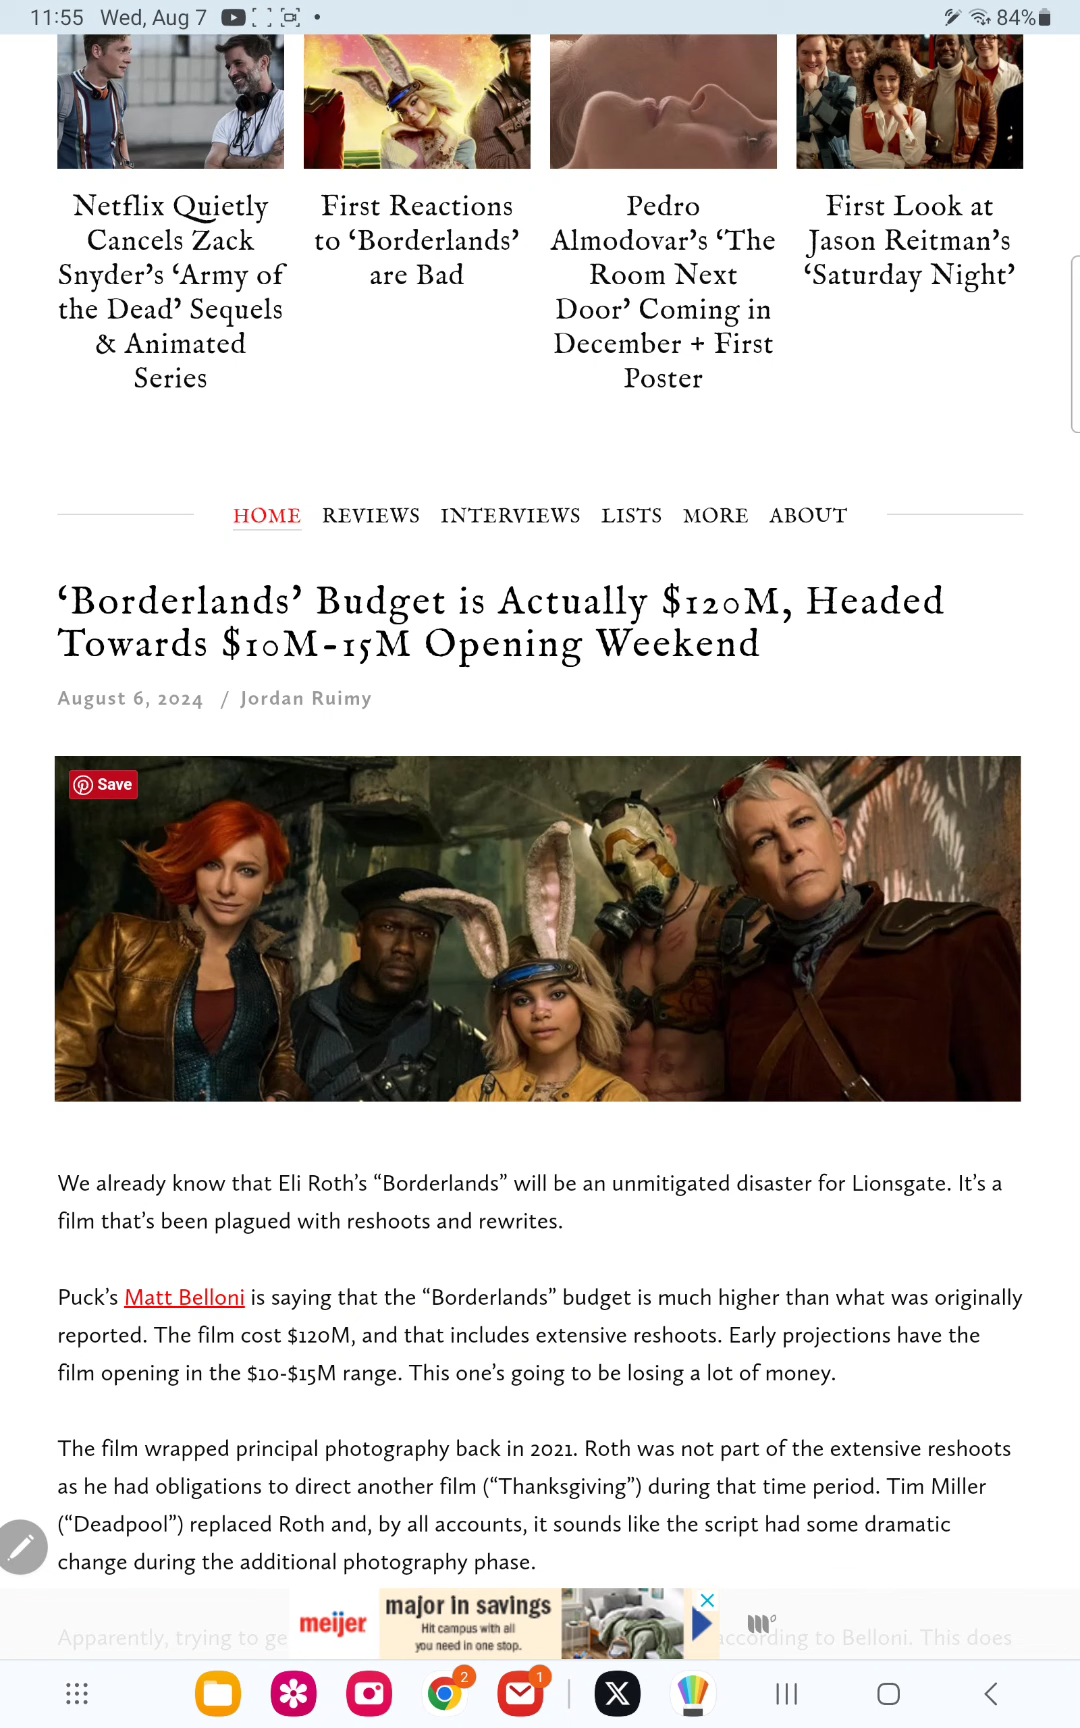 11:55 Wed, Aug 7
84%
Netflix Quietly
Cancels Zack
Snyder’s ‘Army of
the Dead’ Sequels
& Animated
Series
First Reactions
to ‘Borderlands’
are Bad
Pedro
Almodovar’s ‘The
Room Next
Door’ Coming in
December + First
Poster
First Look at
Jason Reitman’s
‘Saturday Night’
HOME REVIEWS INTERVIEWS LISTS MORE ABOUT
‘Borderlands’ Budget is Actually $120M, Headed
Towards $10M-15M Opening Weekend
August 6, 2024 / Jordan Ruimy
Save
We already know that Eli Roth’s “Borderlands” will be an unmitigated disaster for Lionsgate. It’s a
film that’s been plagued with reshoots and rewrites.
Puck’s Matt Belloni is saying that the “Borderlands” budget is much higher than what was originally
reported. The film cost $120M, and that includes extensive reshoots. Early projections have the
film opening in the $10-$15M range. This one’s going to be losing a lot of money.
The film wrapped principal photography back in 2021. Roth was not part of the extensive reshoots
as he had obligations to direct another film (“Thanksgiving”) during that time period. Tim Miller
(“Deadpool”) replaced Roth and, by all accounts, it sounds like the script had some dramatic
change during the additional photography phase.
Apparently, trying to ge
according to Belloni. This does
meijer
major in savings
Hit campus with all
you need in one stop.
2
1